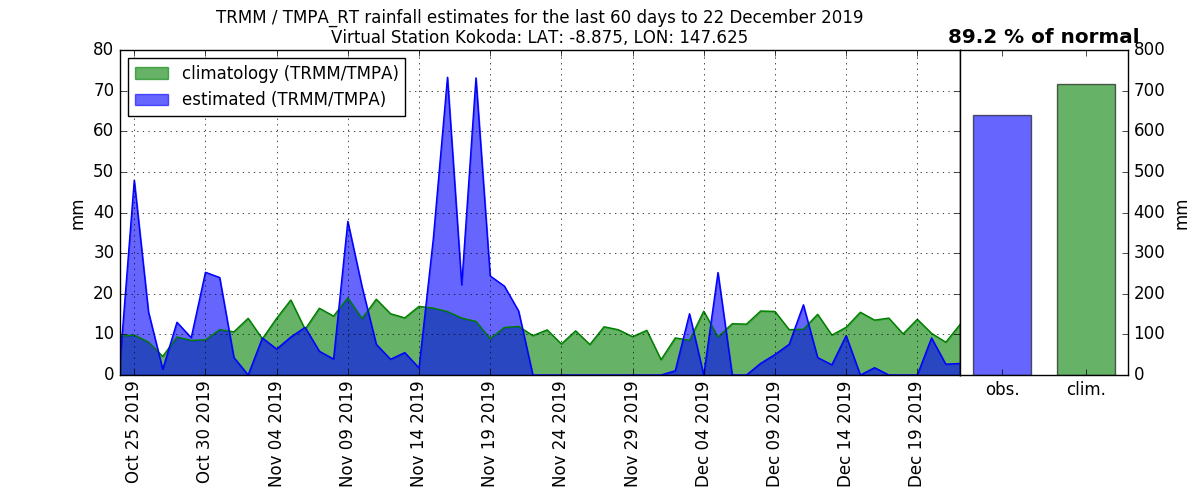 TRMM / TMPA_RT rainfall estimates for the last 60 days to 22 December 2019
Virtual Station Kokoda: LAT: -8.875, LON: 147.625
89.2 % of normal
climatology (TRMM/TMPA)
estimated (TRMM/TMPA)
mm
80
70
60
50
40
30
20
10
0
800
700
600
500
400
300
200
100
0
mm
Oct 25 2019
Oct 30 2019
Nov 04 2019
Nov 09 2019
Nov 14 2019
Nov 19 2019
Nov 24 2019
Nov 29 2019
Dec 04 2019
Dec 09 2019
Dec 14 2019
Dec 19 2019
obs.
clim.